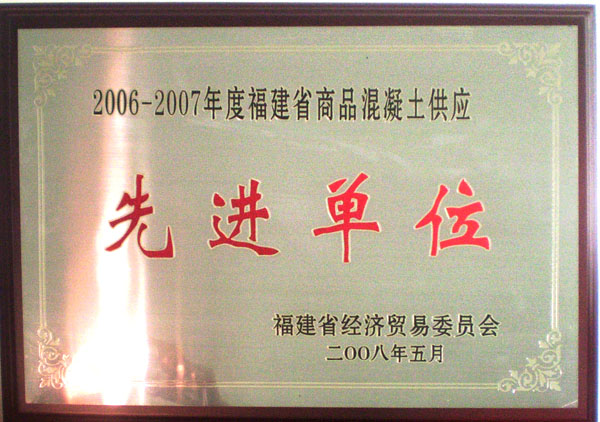 2006-2007年度福建省商品混凝土供应
先进单位
福建省经济贸易委员会
二〇〇八年五月